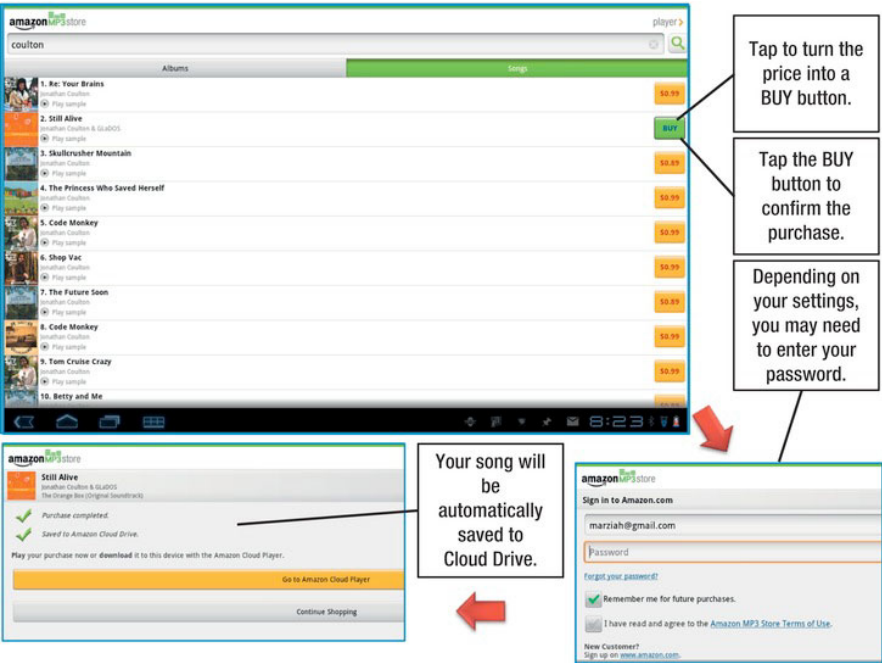 amazon MP3 store
player >
coulton
Albums
Songs
1. Re: Your Brains
Jonathan Coulton
Play sample
$0.99
2. Still Alive
Jonathan Coulton & GLaDOS
Play sample
BUY
3. Skullcrusher Mountain
Jonathan Coulton
Play sample
$0.89
4. The Princess Who Saved Herself
Jonathan Coulton
Play sample
$0.99
5. Code Monkey
Jonathan Coulton
Play sample
$0.99
6. Shop Vac
Jonathan Coulton
Play sample
$0.99
7. The Future Soon
Jonathan Coulton
Play sample
$0.89
8. Code Monkey
Jonathan Coulton
Play sample
$0.99
9. Tom Cruise Crazy
Jonathan Coulton
Play sample
$0.99
10. Betty and Me
8:23
Tap to turn the
price into a
BUY button.
Tap the BUY
button to
confirm the
purchase.
Depending on
your settings,
you may need
to enter your
password.
amazon MP3 store
Sign in to Amazon.com
marziah@gmail.com
Password
Forgot your password?
Remember me for future purchases.
I have read and agree to the Amazon MP3 Store Terms of Use.
New Customer?
Sign up on www.amazon.com.
Your song will
be
automatically
saved to
Cloud Drive.
amazon MP3 store
Still Alive
Jonathan Coulton & GLaDOS
The Orange Box (Original Soundtrack)
Purchase completed.
Saved to Amazon Cloud Drive.
Play your purchase now or download it to this device with the Amazon Cloud Player.
Go to Amazon Cloud Player
Continue Shopping